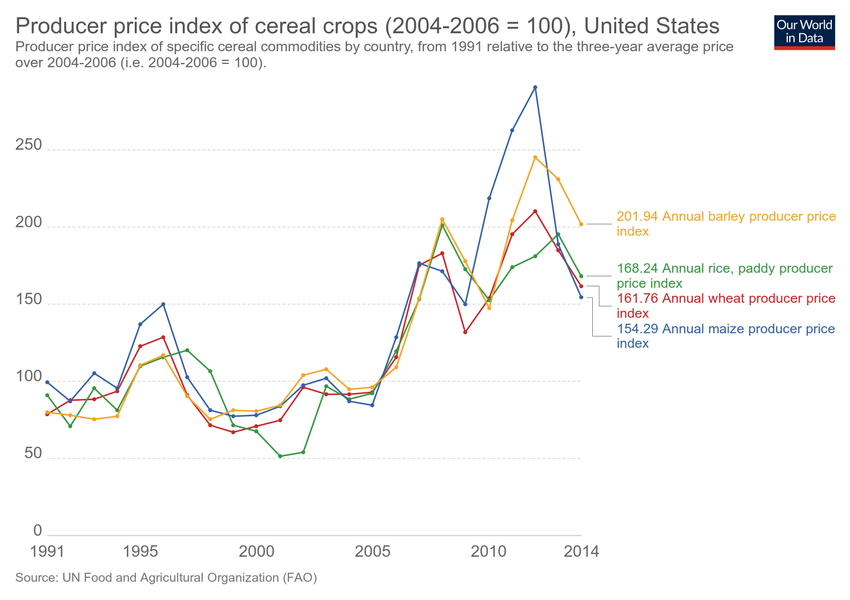 Producer price index of cereal crops (2004-2006 = 100), United States
Our World
in Data
Producer price index of specific cereal commodities by country, from 1991 relative to the three-year average price
over 2004-2006 (i.e. 2004-2006 = 100).
250
200
150
100
50
0
201.94 Annual barley producer price
index
168.24 Annual rice, paddy producer
price index
161.76 Annual wheat producer price
index
154.29 Annual maize producer price
index
1991 1995 2000 2005 2010 2014
Source: UN Food and Agricultural Organization (FAO)